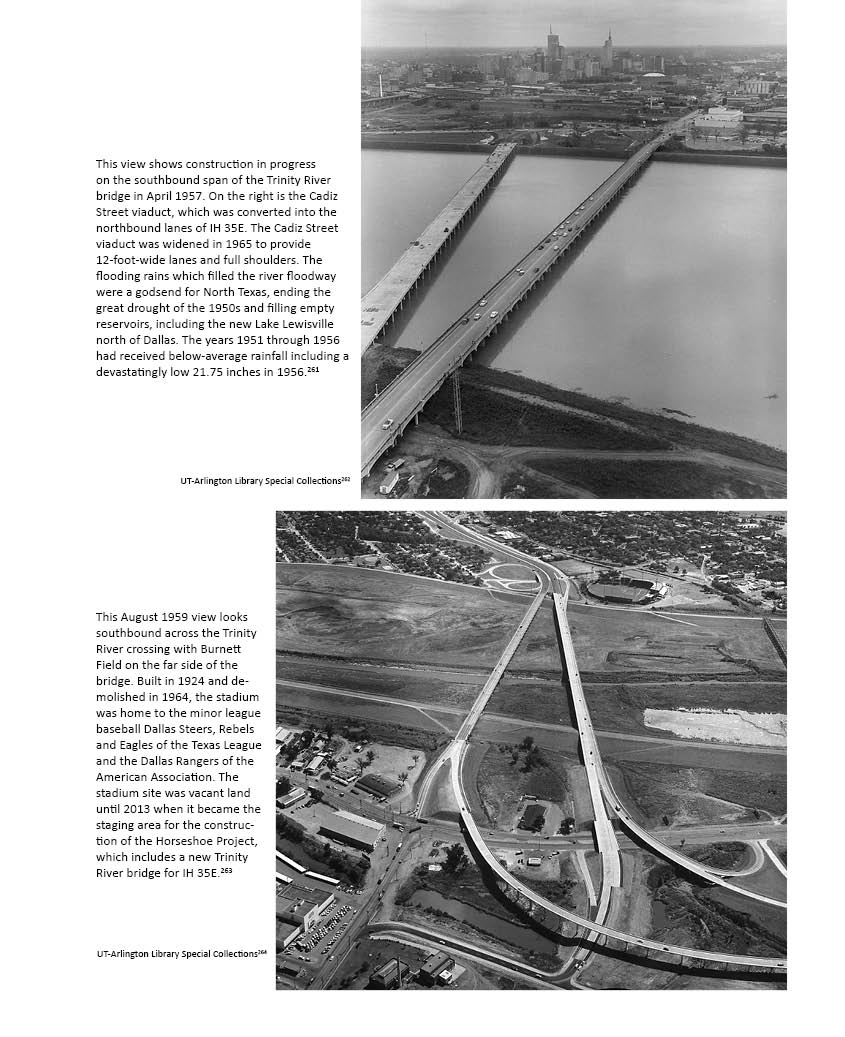 This view shows construction in progress
on the southbound span of the Trinity River
bridge in April 1957. On the right is the Cadiz
Street viaduct, which was converted into the
northbound lanes of IH 35E. The Cadiz Street
viaduct was widened in 1965 to provide
12-foot-wide lanes and full shoulders. The
flooding rains which filled the river floodway
were a godsend for North Texas, ending the
great drought of the 1950s and filling empty
reservoirs, including the new Lake Lewisville
north of Dallas. The years 1951 through 1956
had received below-average rainfall including a
devastatingly low 21.75 inches in 1956.261
UT-Arlington Library Special Collections262
This August 1959 view looks
southbound across the Trinity
River crossing with Burnett
Field on the far side of the
bridge. Built in 1924 and de-
molished in 1964, the stadium
was home to the minor league
baseball Dallas Steers, Rebels
and Eagles of the Texas League
and the Dallas Rangers of the
American Association. The
stadium site was vacant land
until 2013 when it became the
staging area for the construc-
tion of the Horseshoe Project,
which includes a new Trinity
River bridge for IH 35E.263
UT-Arlington Library Special Collections264